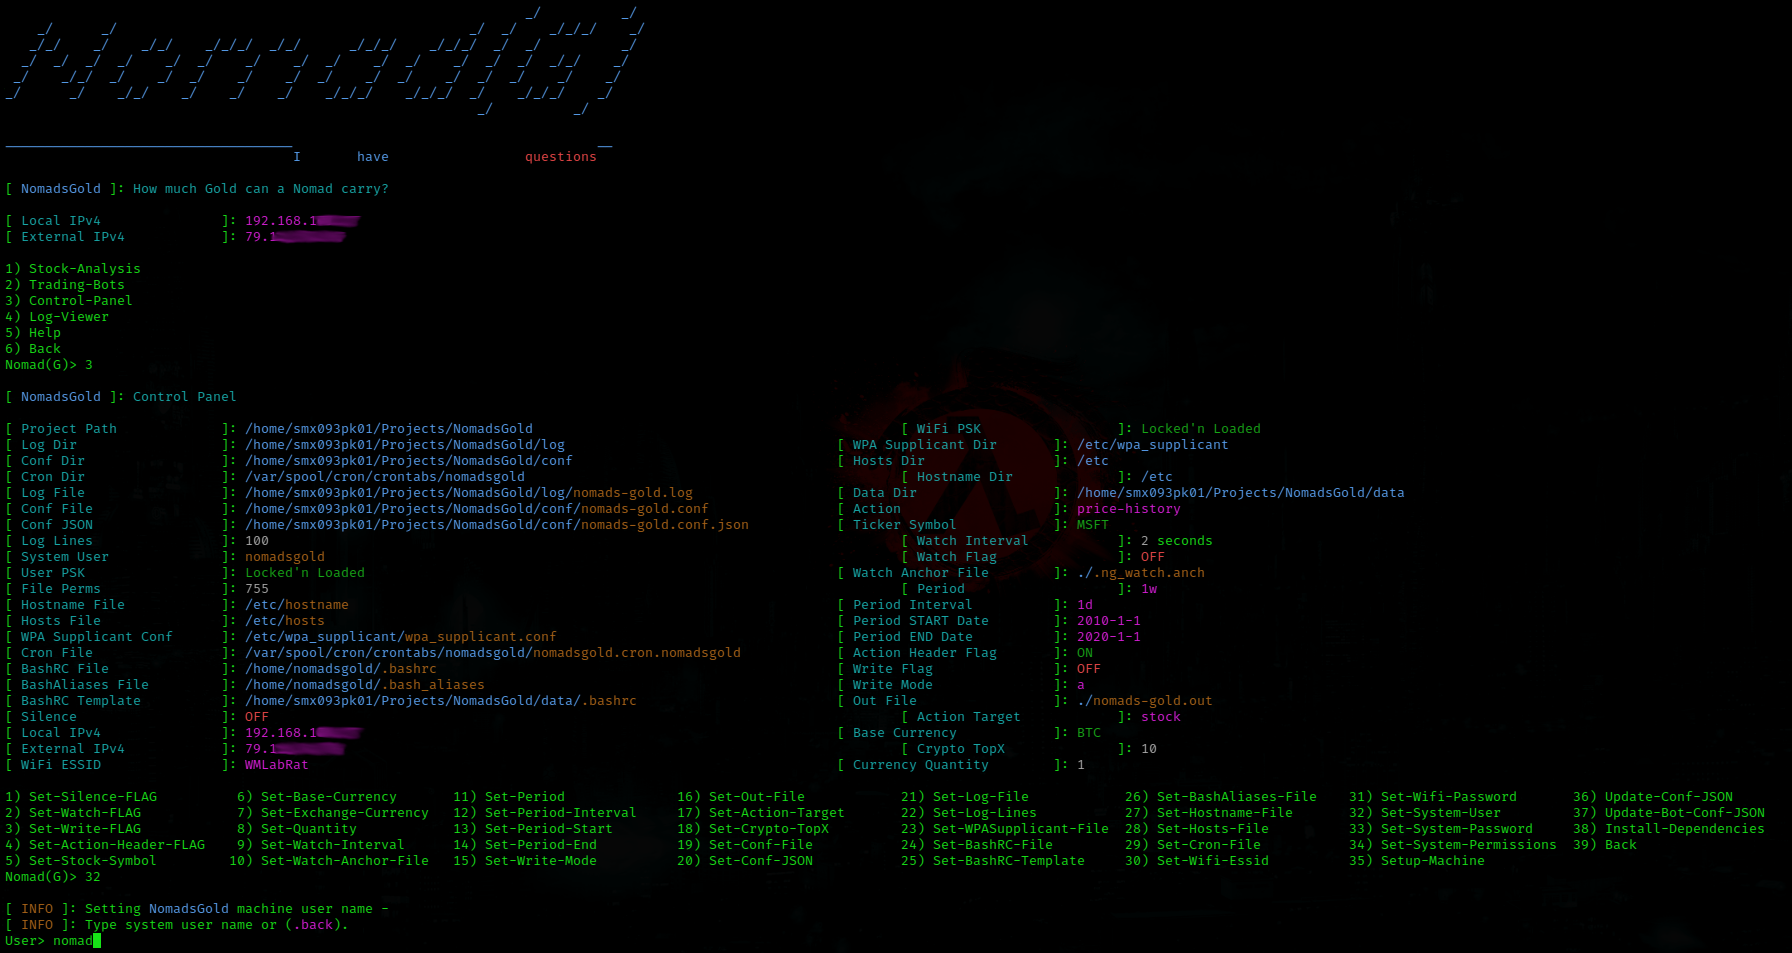 I have questions
[ NomadsGold ]: How much Gold can a Nomad carry?
[ Local IPv4 ]: 192.168.1
[ External IPv4 ]: 79.1
1) Stock-Analysis
2) Trading-Bots
3) Control-Panel
4) Log-Viewer
5) Help
6) Back
Nomad(G)> 3
[ NomadsGold ]: Control Panel
[ Project Path ]: /home/smx093pk01/Projects/NomadsGold [ WiFi PSK ]: Locked'n Loaded
[ Log Dir ]: /home/smx093pk01/Projects/NomadsGold/log [ WPA Supplicant Dir ]: /etc/wpa_supplicant
[ Conf Dir ]: /home/smx093pk01/Projects/NomadsGold/conf [ Hosts Dir ]: /etc
[ Cron Dir ]: /var/spool/cron/crontabs/nomadsgold [ Hostname Dir ]: /etc
[ Log File ]: /home/smx093pk01/Projects/NomadsGold/log/nomads-gold.log [ Data Dir ]: /home/smx093pk01/Projects/NomadsGold/data
[ Conf File ]: /home/smx093pk01/Projects/NomadsGold/conf/nomads-gold.conf [ Action ]: price-history
[ Conf JSON ]: /home/smx093pk01/Projects/NomadsGold/conf/nomads-gold.conf.json [ Ticker Symbol ]: MSFT
[ Log Lines ]: 100 [ Watch Interval ]: 2 seconds
[ System User ]: nomadsgold [ Watch Flag ]: OFF
[ User PSK ]: Locked'n Loaded [ Watch Anchor File ]: ./.ng_watch.anch
[ File Perms ]: 755 [ Period ]: 1w
[ Hostname File ]: /etc/hostname [ Period Interval ]: 1d
[ Hosts File ]: /etc/hosts [ Period START Date ]: 2010-1-1
[ WPA Supplicant Conf ]: /etc/wpa_supplicant/wpa_supplicant.conf [ Period END Date ]: 2020-1-1
[ Cron File ]: /var/spool/cron/crontabs/nomadsgold/nomadsgold.cron.nomadsgold [ Action Header Flag ]: ON
[ BashRC File ]: /home/nomadsgold/.bashrc [ Write Flag ]: OFF
[ BashAliases File ]: /home/nomadsgold/.bash_aliases [ Write Mode ]: a
[ BashRC Template ]: /home/smx093pk01/Projects/NomadsGold/data/.bashrc [ Out File ]: ./nomads-gold.out
[ Silence ]: OFF [ Action Target ]: stock
[ Local IPv4 ]: 192.168.1 [ Base Currency ]: BTC
[ External IPv4 ]: 79.1 [ Crypto TopX ]: 10
[ WiFi ESSID ]: WMLabRat [ Currency Quantity ]: 1
1) Set-Silence-FLAG 6) Set-Base-Currency 11) Set-Period 16) Set-Out-File 21) Set-Log-File 26) Set-BashAliases-File 31) Set-Wifi-Password 36) Update-Conf-JSON
2) Set-Watch-FLAG 7) Set-Exchange-Currency 12) Set-Period-Interval 17) Set-Action-Target 22) Set-Log-Lines 27) Set-Hostname-File 32) Set-System-User 37) Update-Bot-Conf-JSON
3) Set-Write-FLAG 8) Set-Quantity 13) Set-Period-Start 18) Set-Crypto-TopX 23) Set-WPASupplicant-File 28) Set-Hosts-File 33) Set-System-Password 38) Install-Dependencies
4) Set-Action-Header-FLAG 9) Set-Watch-Interval 14) Set-Period-End 19) Set-Conf-File 24) Set-BashRC-File 29) Set-Cron-File 34) Set-System-Permissions 39) Back
5) Set-Stock-Symbol 10) Set-Watch-Anchor-File 15) Set-Write-Mode 20) Set-Conf-JSON 25) Set-BashRC-Template 30) Set-Wifi-Essid 35) Setup-Machine
Nomad(G)> 32
[ INFO ]: Setting NomadsGold machine user name -
[ INFO ]: Type system user name or (.back).
User> nomad